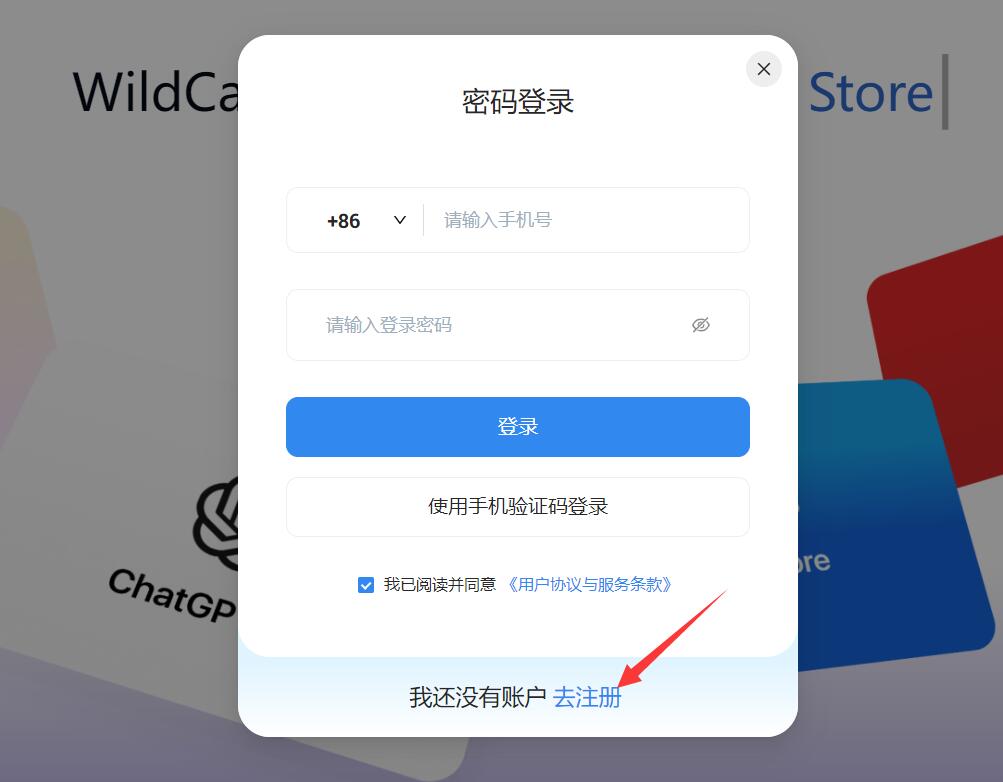 WildCa
Store
密码登录
+86
请输入手机号
请输入登录密码
登录
使用手机验证码登录
我已阅读并同意 《用户协议与服务条款》
我还没有账户 去注册
ChatGP
ore